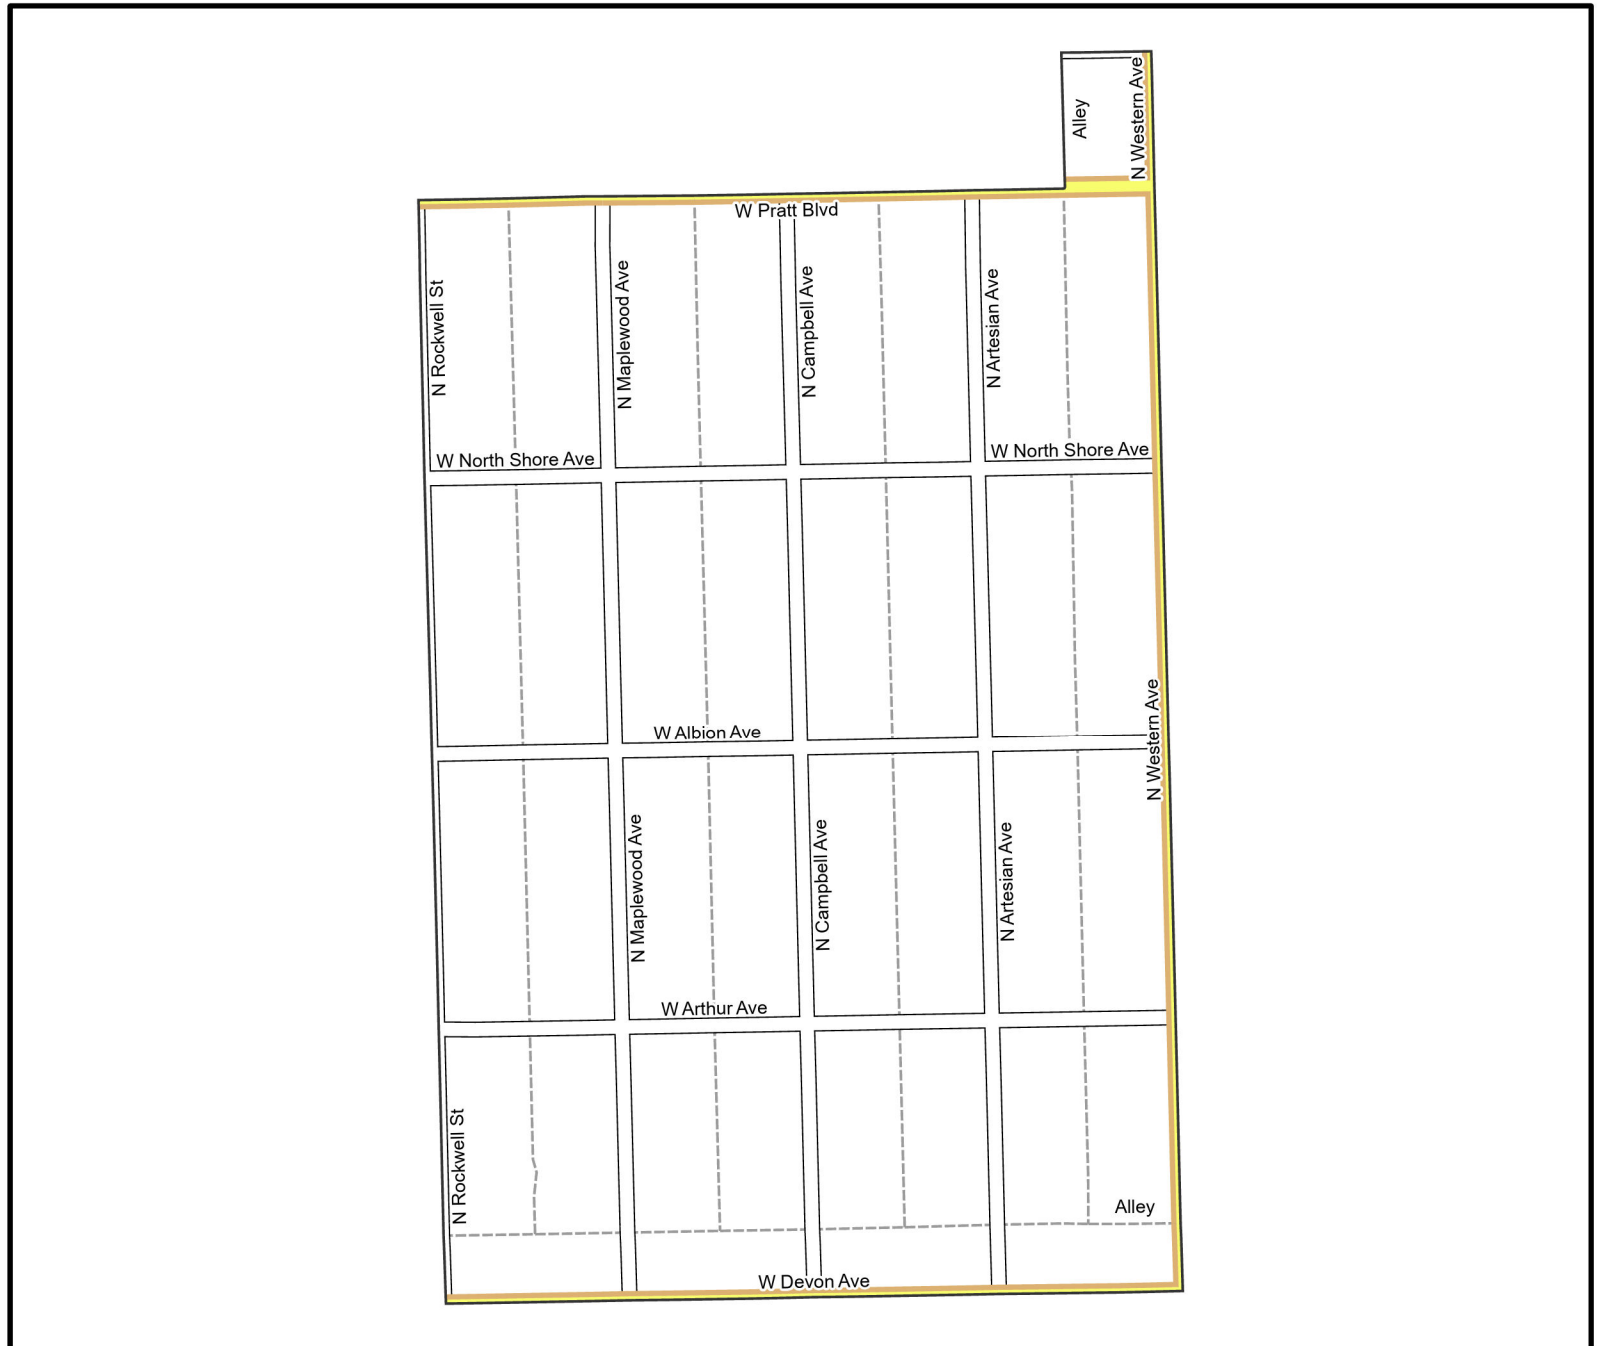 Alley
N Western Ave
W Pratt Blvd
N Rockwell St
N Maplewood Ave
N Campbell Ave
N Artesian Ave
W North Shore Ave
W North Shore Ave
W Albion Ave
N Western Ave
N Maplewood Ave
N Campbell Ave
N Artesian Ave
W Arthur Ave
N Rockwell St
Alley
W Devon Ave